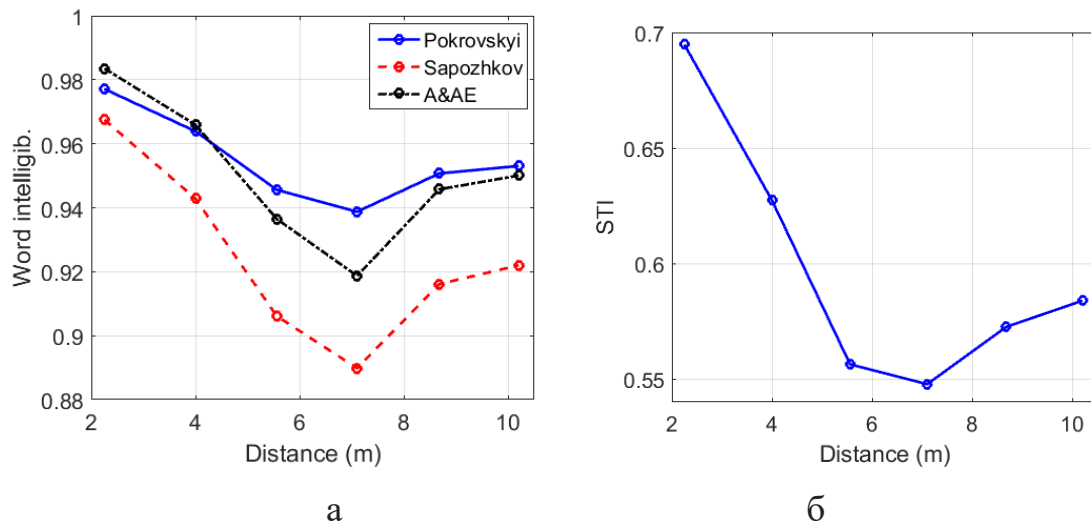 1
0.98
0.96
0.94
0.92
0.9
0.88
Word intelligib.
Pokrovskyi
Sapozhkov
A&AE
2 4 6 8 10
Distance (m)
а
0.7
0.65
0.6
0.55
STI
2 4 6 8 10
Distance (m)
б